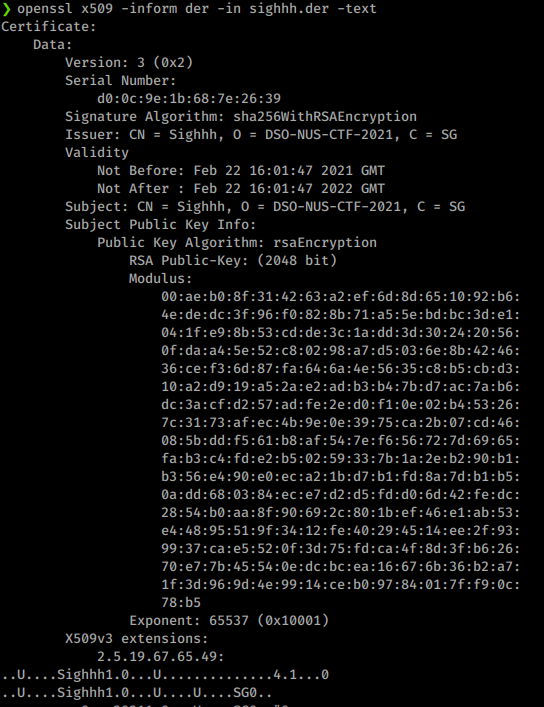 ❯ openssl x509 -inform der -in sighhh.der -text
Certificate:
    Data:
        Version: 3 (0x2)
        Serial Number:
            d0:0c:9e:1b:68:7e:26:39
        Signature Algorithm: sha256WithRSAEncryption
        Issuer: CN = Sighhh, O = DSO-NUS-CTF-2021, C = SG
        Validity
            Not Before: Feb 22 16:01:47 2021 GMT
            Not After : Feb 22 16:01:47 2022 GMT
        Subject: CN = Sighhh, O = DSO-NUS-CTF-2021, C = SG
        Subject Public Key Info:
            Public Key Algorithm: rsaEncryption
                RSA Public-Key: (2048 bit)
                Modulus:
                    00:ae:b0:8f:31:42:63:a2:ef:6d:8d:65:10:92:b6:
                    4e:de:dc:3f:96:f0:82:8b:71:a5:5e:bd:bc:3d:e1:
                    04:1f:e9:8b:53:cd:de:3c:1a:dd:3d:30:24:20:56:
                    0f:da:a4:5e:52:c8:02:98:a7:d5:03:6e:8b:42:46:
                    36:ce:f3:6d:87:fa:64:6a:4e:56:35:c8:b5:cb:d3:
                    10:a2:d9:19:a5:2a:e2:ad:b3:b4:7b:d7:ac:7a:b6:
                    dc:3a:cf:d2:57:ad:fe:2e:d0:f1:0e:02:b4:53:26:
                    7c:31:73:af:ec:4b:9e:0e:39:75:ca:2b:07:cd:46:
                    08:5b:dd:f5:61:b8:af:54:7e:f6:56:72:7d:69:65:
                    fa:b3:c4:fd:e2:b5:02:59:33:7b:1a:2e:b2:90:b1:
                    b3:56:e4:90:e0:ec:a2:1b:d7:b1:fd:8a:7d:b1:b5:
                    0a:dd:68:03:84:ec:e7:d2:d5:fd:d0:6d:42:fe:dc:
                    28:54:b0:aa:8f:90:69:2c:80:1b:ef:46:e1:ab:53:
                    e4:48:95:51:9f:34:12:fe:40:29:45:14:ee:2f:93:
                    99:37:ca:e5:52:0f:3d:75:fd:ca:4f:8d:3f:b6:26:
                    70:e7:7b:45:54:0e:dc:bc:ea:16:67:6b:36:b2:a7:
                    1f:3d:96:9d:4e:99:14:ce:b0:97:84:01:7f:f9:0c:
                    78:b5
                Exponent: 65537 (0x10001)
        X509v3 extensions:
            2.5.19.67.65.49:
..U....Sighhh1.0...U..............4.1...0
..U....Sighhh1.0...U....U....SG0..